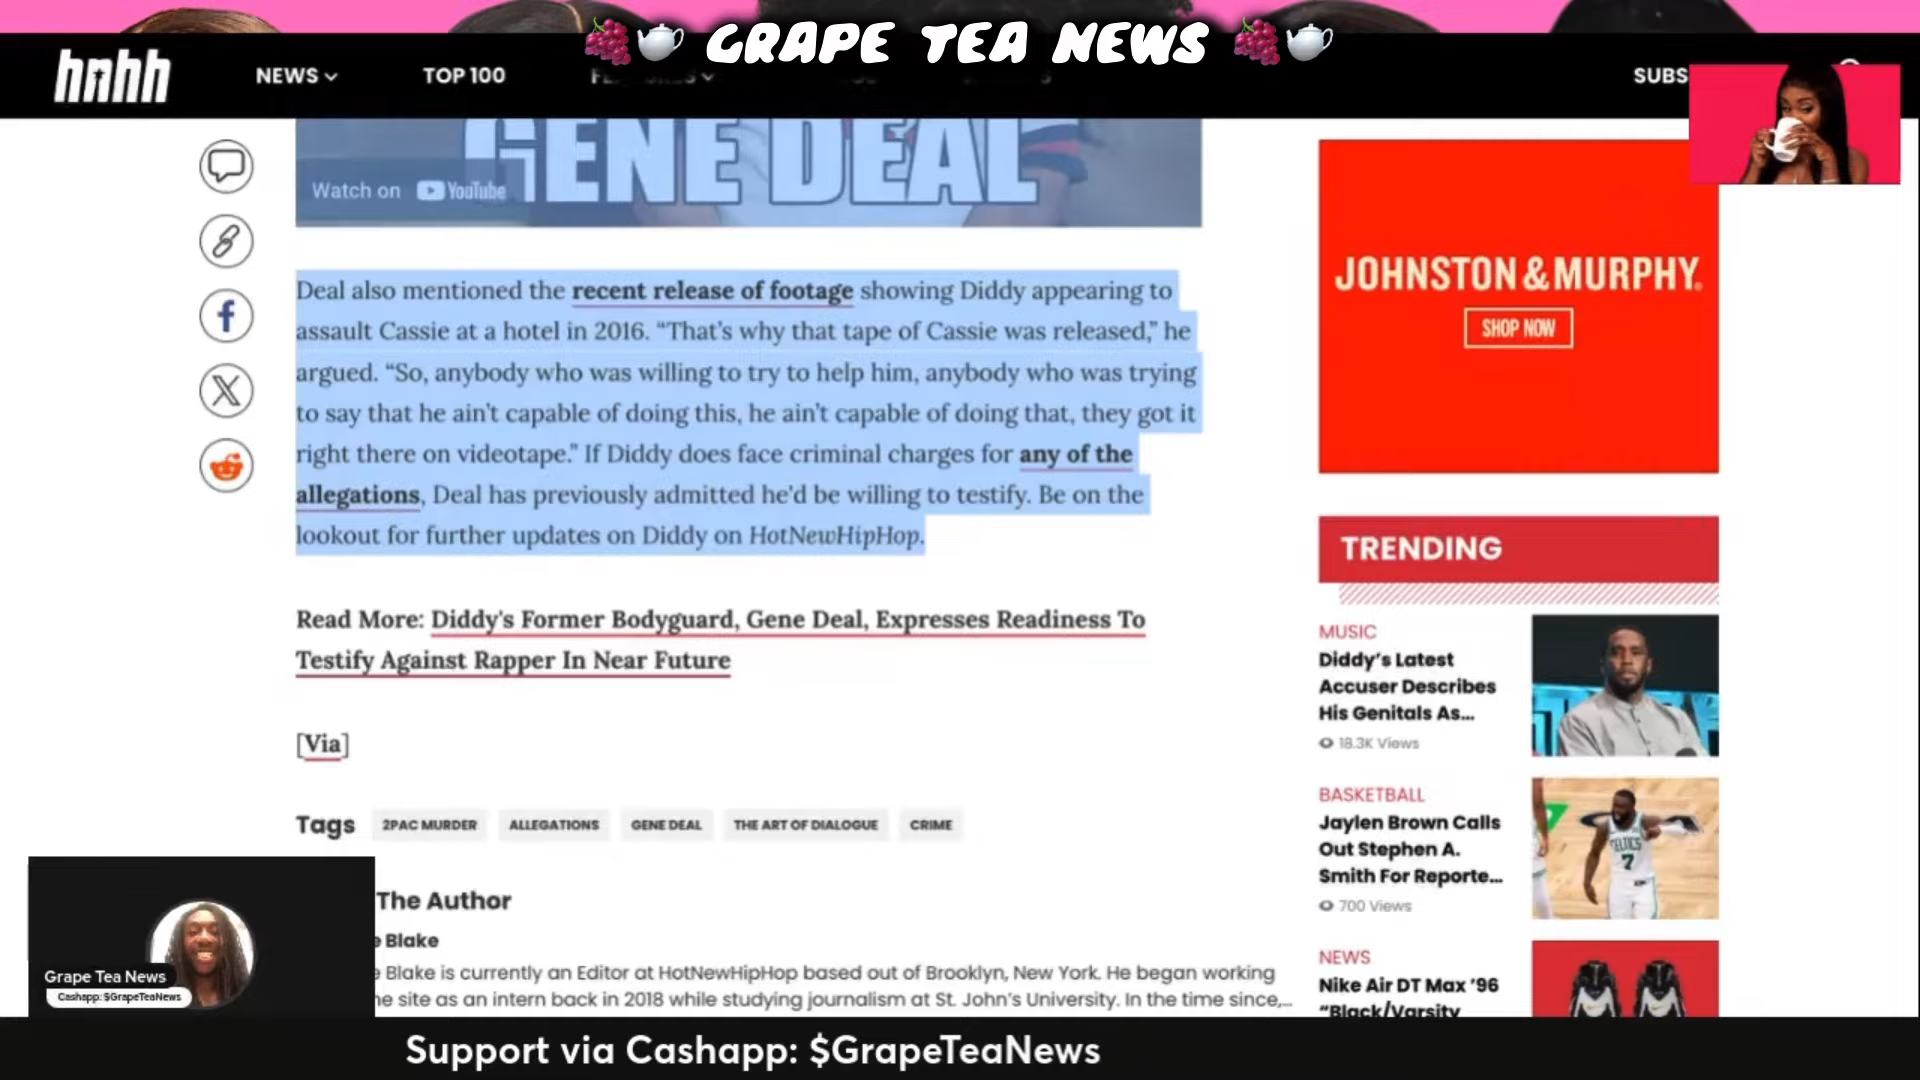 GRAPE TEA NEWS
hnhh
NEWS
TOP 100
SUBS
GENE DEAL
Watch on YouTube
Deal also mentioned the recent release of footage showing Diddy appearing to
assault Cassie at a hotel in 2016. “That’s why that tape of Cassie was released,” he
argued. “So, anybody who was willing to try to help him, anybody who was trying
to say that he ain’t capable of doing this, he ain’t capable of doing that, they got it
right there on videotape.” If Diddy does face criminal charges for any of the
allegations, Deal has previously admitted he'd be willing to testify. Be on the
lookout for further updates on Diddy on HotNewHipHop.
Read More: Diddy's Former Bodyguard, Gene Deal, Expresses Readiness To
Testify Against Rapper In Near Future
[Via]
Tags
2PAC MURDER
ALLEGATIONS
GENE DEAL
THE ART OF DIALOGUE
CRIME
The Author
e Blake
e Blake is currently an Editor at HotNewHipHop based out of Brooklyn, New York. He began working
he site as an intern back in 2018 while studying journalism at St. John’s University. In the time since,...
JOHNSTON & MURPHY.
SHOP NOW
TRENDING
MUSIC
Diddy’s Latest
Accuser Describes
His Genitals As...
18.3K Views
BASKETBALL
Jaylen Brown Calls
Out Stephen A.
Smith For Reporte...
700 Views
CELTICS
7
NEWS
Nike Air DT Max ’96
“Black/Varsity
Grape Tea News
Cashapp: $GrapeTeaNews
Support via Cashapp: $GrapeTeaNews